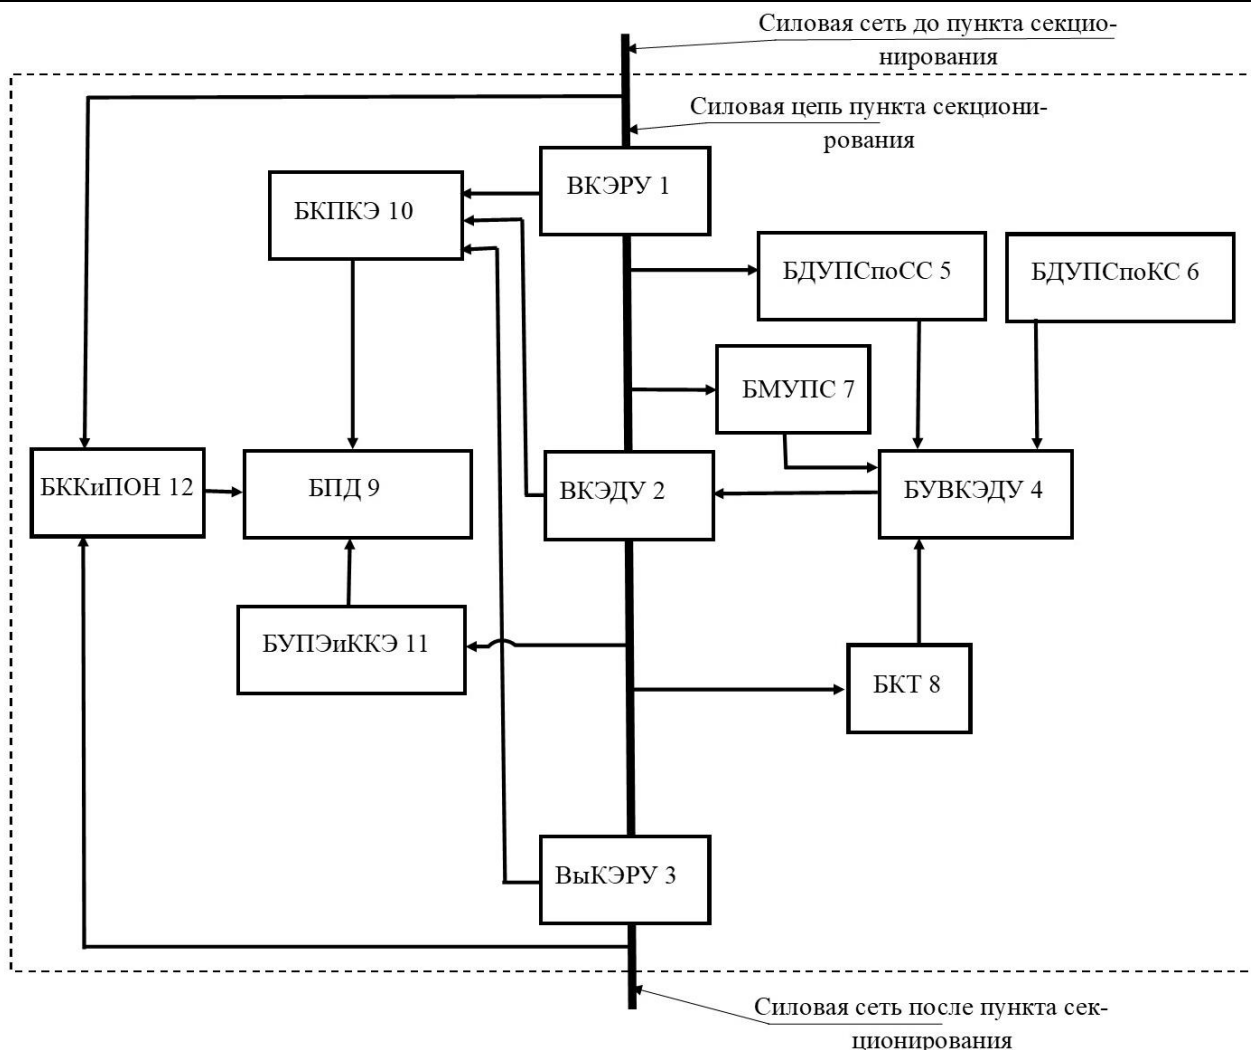 Силовая сеть до пункта секцио-
нирования
Силовая цепь пункта секциони-
рования
ВКЭРУ 1
БКПКЭ 10
БДУПСпоСС 5
БДУПСпоКС 6
БМУПС 7
БККиПОН 12
БПД 9
ВКЭДУ 2
БУВКЭДУ 4
БУПЭиККЭ 11
БКТ 8
ВыКЭРУ 3
Силовая сеть после пункта сек-
ционирования